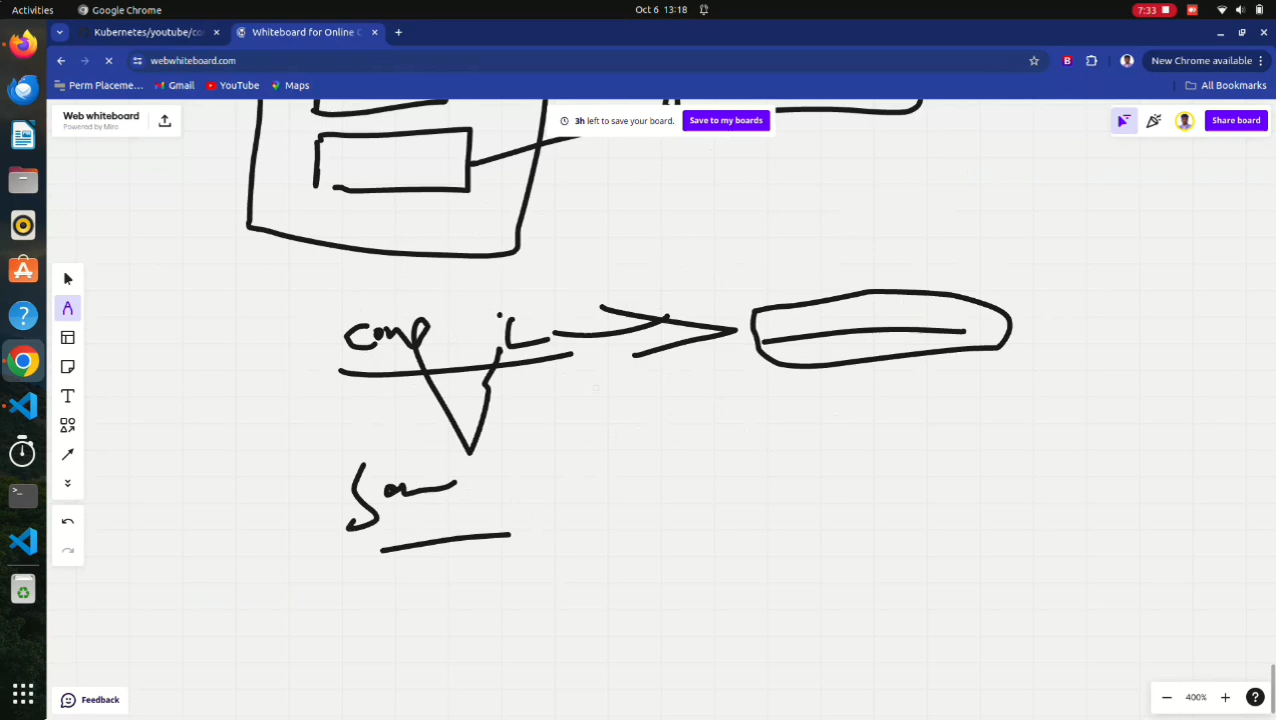 Activities Google Chrome Oct 6 13:18 7:33
Kubernetes/youtube/co Whiteboard for Online C
webwhiteboard.com New Chrome available
Perm Placeme... Gmail YouTube Maps All Bookmarks
Web whiteboard
Powered by Miro
3h left to save your board. Save to my boards Share board
comp
Feedback 400%